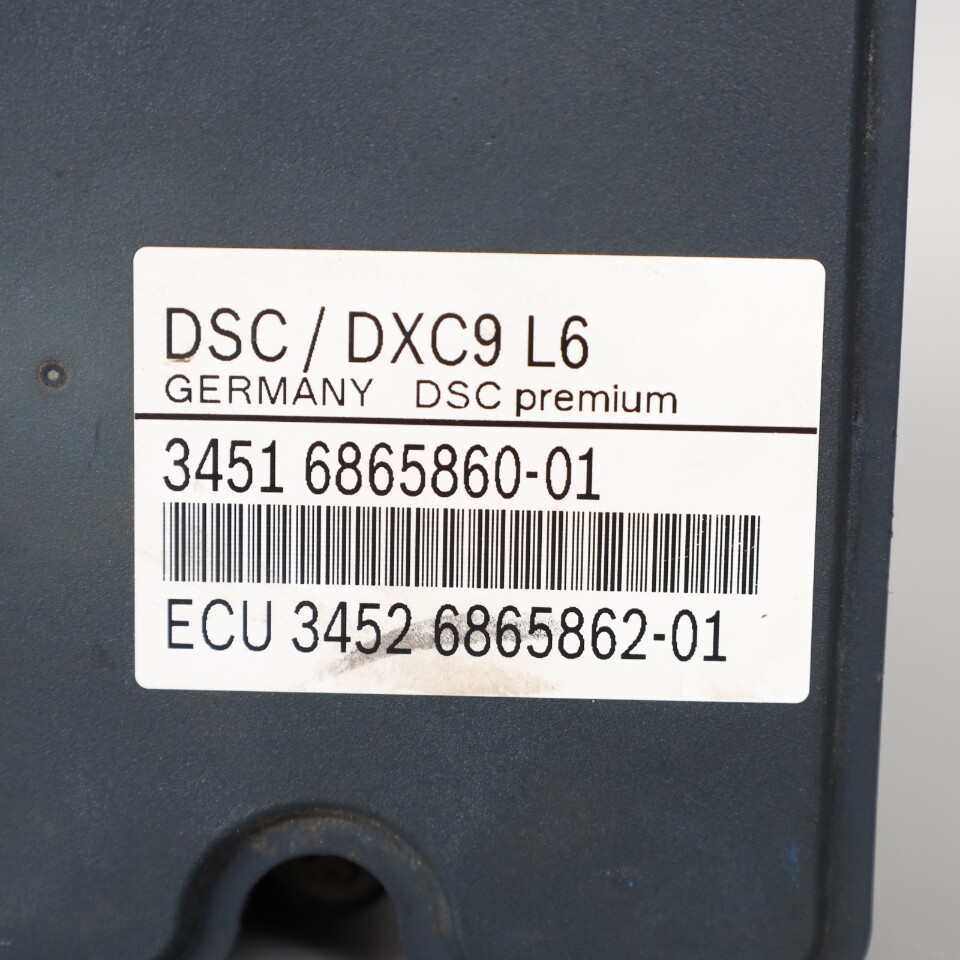 DSC / DXC9 L6
GERMANY DSC premium
3451 6865860-01
ECU 3452 6865862-01